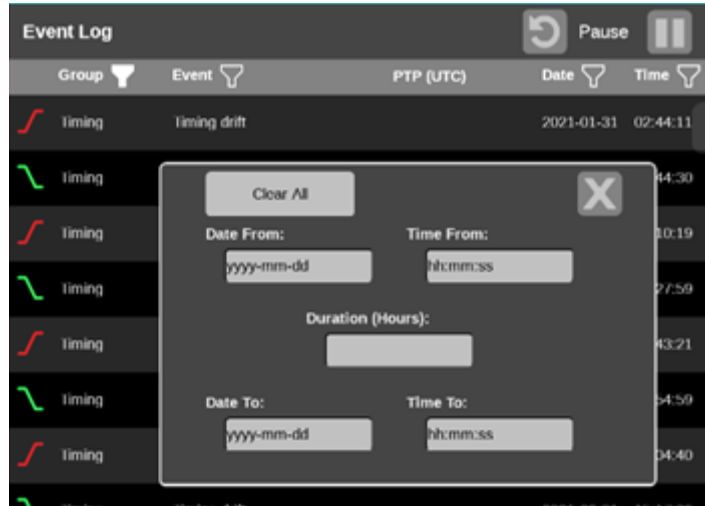 Event Log Pause
Group Event PTP (UTC) Date Time
Timing Timing drift 2021-01-31 02:44:11
Timing 44:30
Clear All X
Timing 10:19
Date From: Time From:
yyyy-mm-dd hh:mm:ss
Timing 27:59
Duration (Hours):
Timing 43:21
Timing 54:59
Date To: Time To:
yyyy-mm-dd hh:mm:ss
Timing 04:40